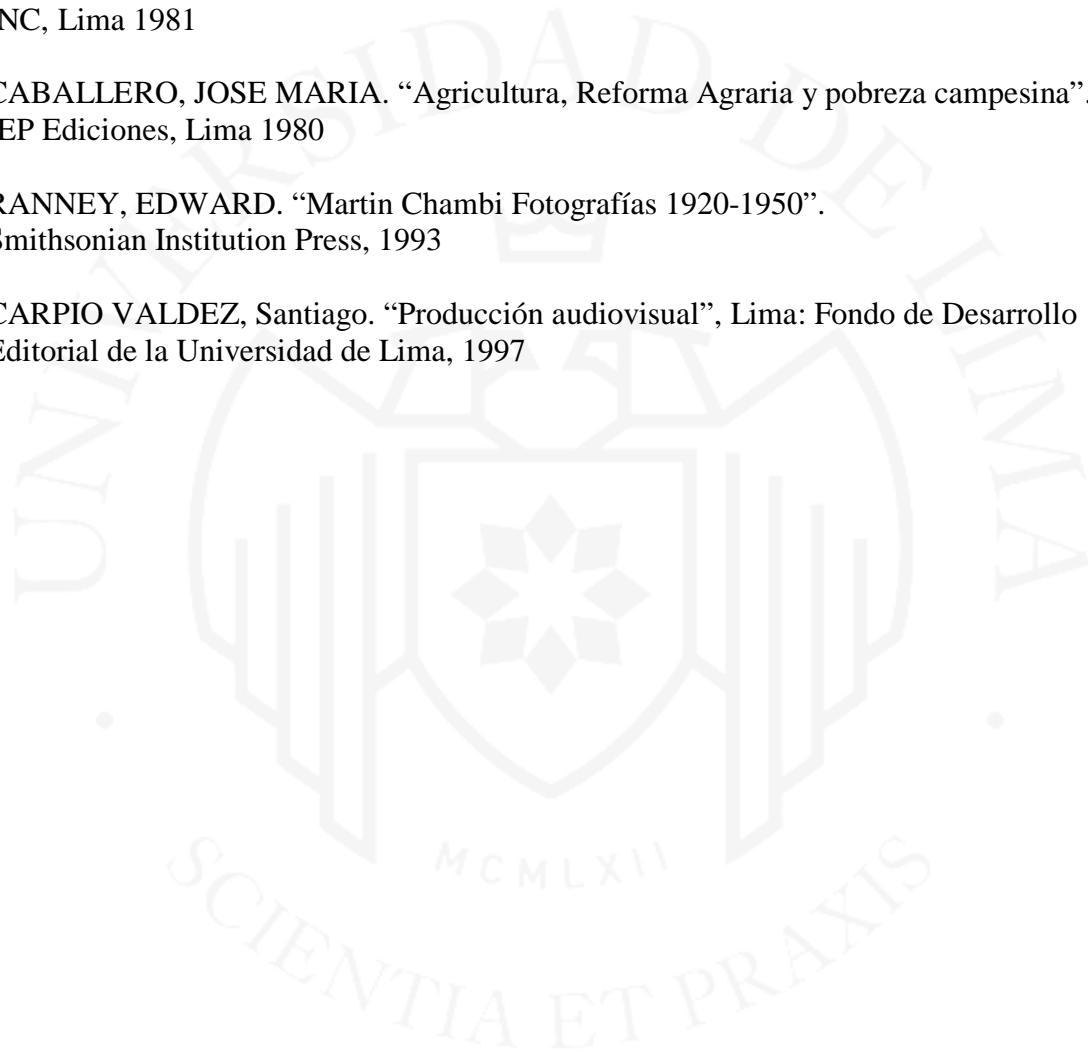 NC, Lima 1981
CABALLERO, JOSE MARIA. “Agricultura, Reforma Agraria y pobreza campesina”.
EP Ediciones, Lima 1980
RANNEY, EDWARD. “Martin Chambi Fotografías 1920-1950”.
Smithsonian Institution Press, 1993
CARPIO VALDEZ, Santiago. “Producción audiovisual”, Lima: Fondo de Desarrollo
Editorial de la Universidad de Lima, 1997
UNIVERSIDAD DE LIMA
MCMLXII
SCIENTIA ET PRAXIS